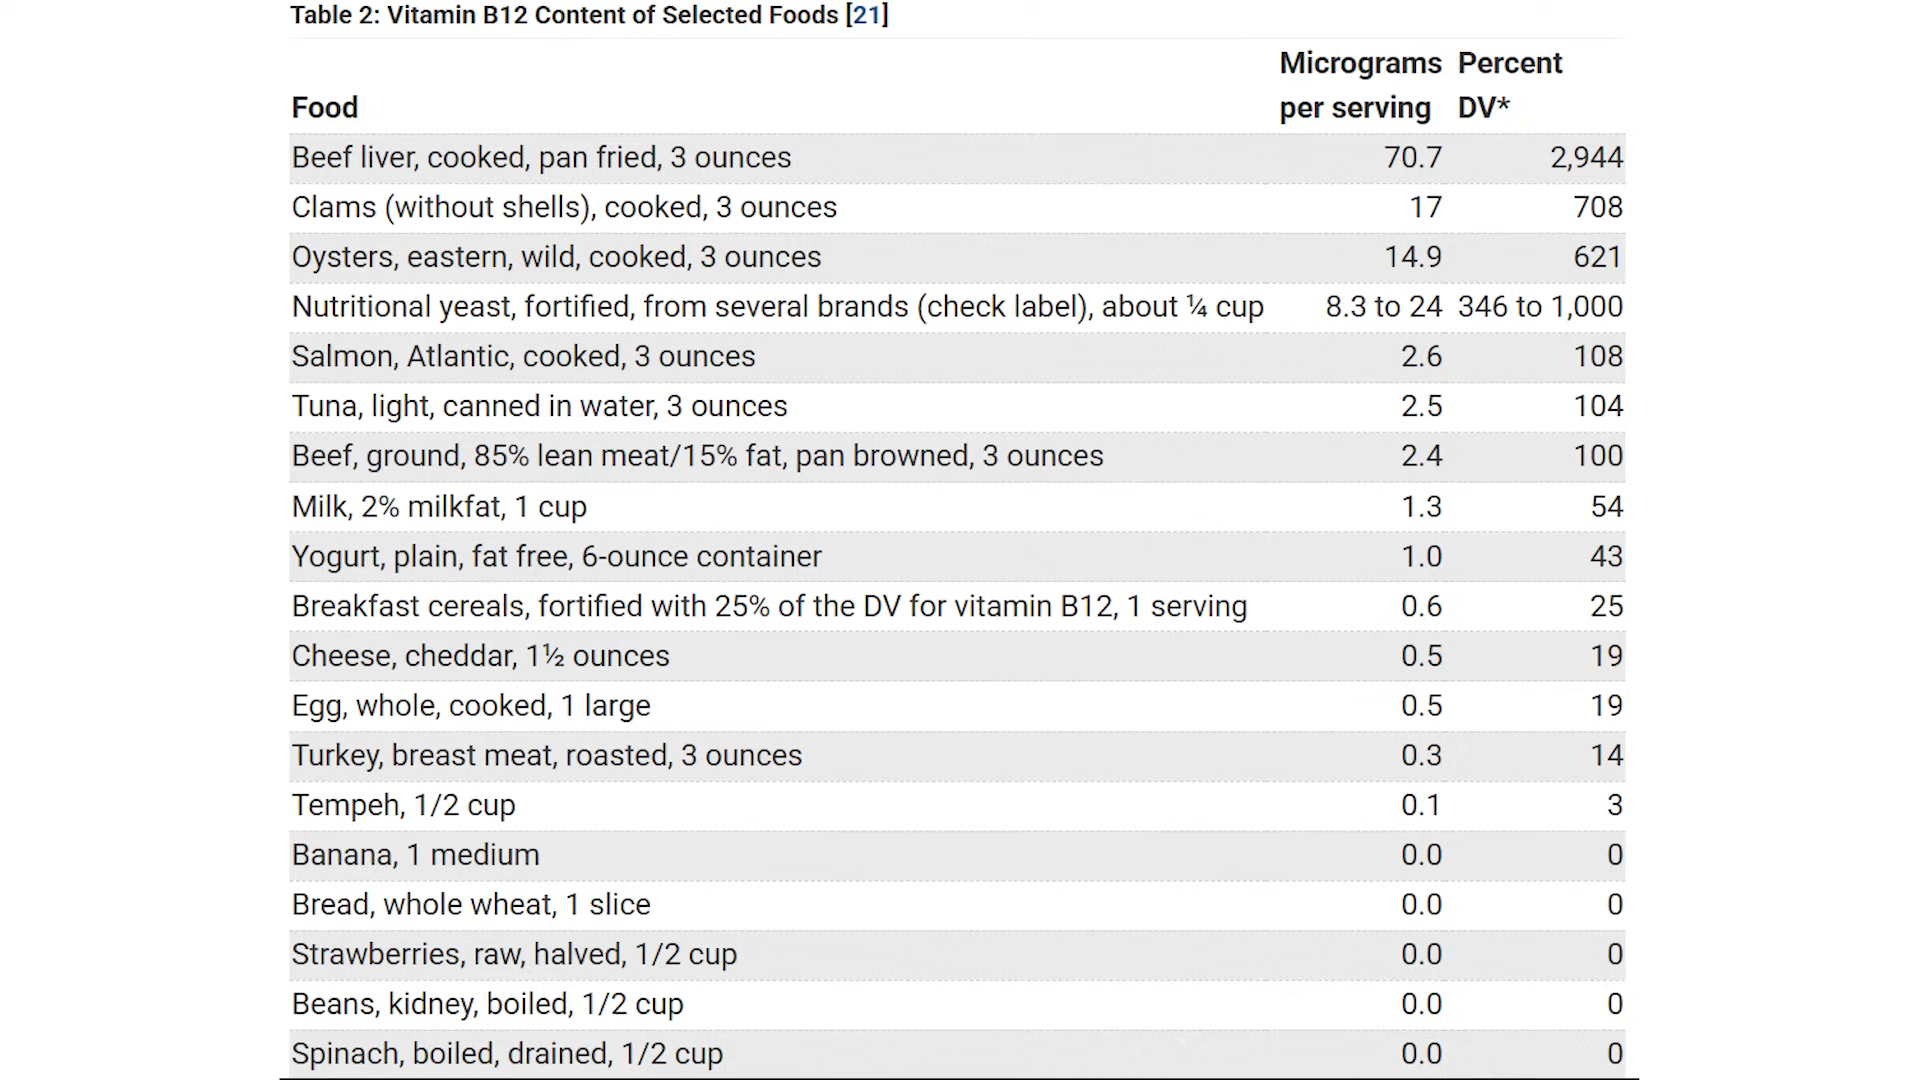 Table 2: Vitamin B12 Content of Selected Foods [21]
Food Micrograms per serving Percent DV*
Beef liver, cooked, pan fried, 3 ounces 70.7 2,944
Clams (without shells), cooked, 3 ounces 17 708
Oysters, eastern, wild, cooked, 3 ounces 14.9 621
Nutritional yeast, fortified, from several brands (check label), about ¼ cup 8.3 to 24 346 to 1,000
Salmon, Atlantic, cooked, 3 ounces 2.6 108
Tuna, light, canned in water, 3 ounces 2.5 104
Beef, ground, 85% lean meat/15% fat, pan browned, 3 ounces 2.4 100
Milk, 2% milkfat, 1 cup 1.3 54
Yogurt, plain, fat free, 6-ounce container 1.0 43
Breakfast cereals, fortified with 25% of the DV for vitamin B12, 1 serving 0.6 25
Cheese, cheddar, 1½ ounces 0.5 19
Egg, whole, cooked, 1 large 0.5 19
Turkey, breast meat, roasted, 3 ounces 0.3 14
Tempeh, 1/2 cup 0.1 3
Banana, 1 medium 0.0 0
Bread, whole wheat, 1 slice 0.0 0
Strawberries, raw, halved, 1/2 cup 0.0 0
Beans, kidney, boiled, 1/2 cup 0.0 0
Spinach, boiled, drained, 1/2 cup 0.0 0